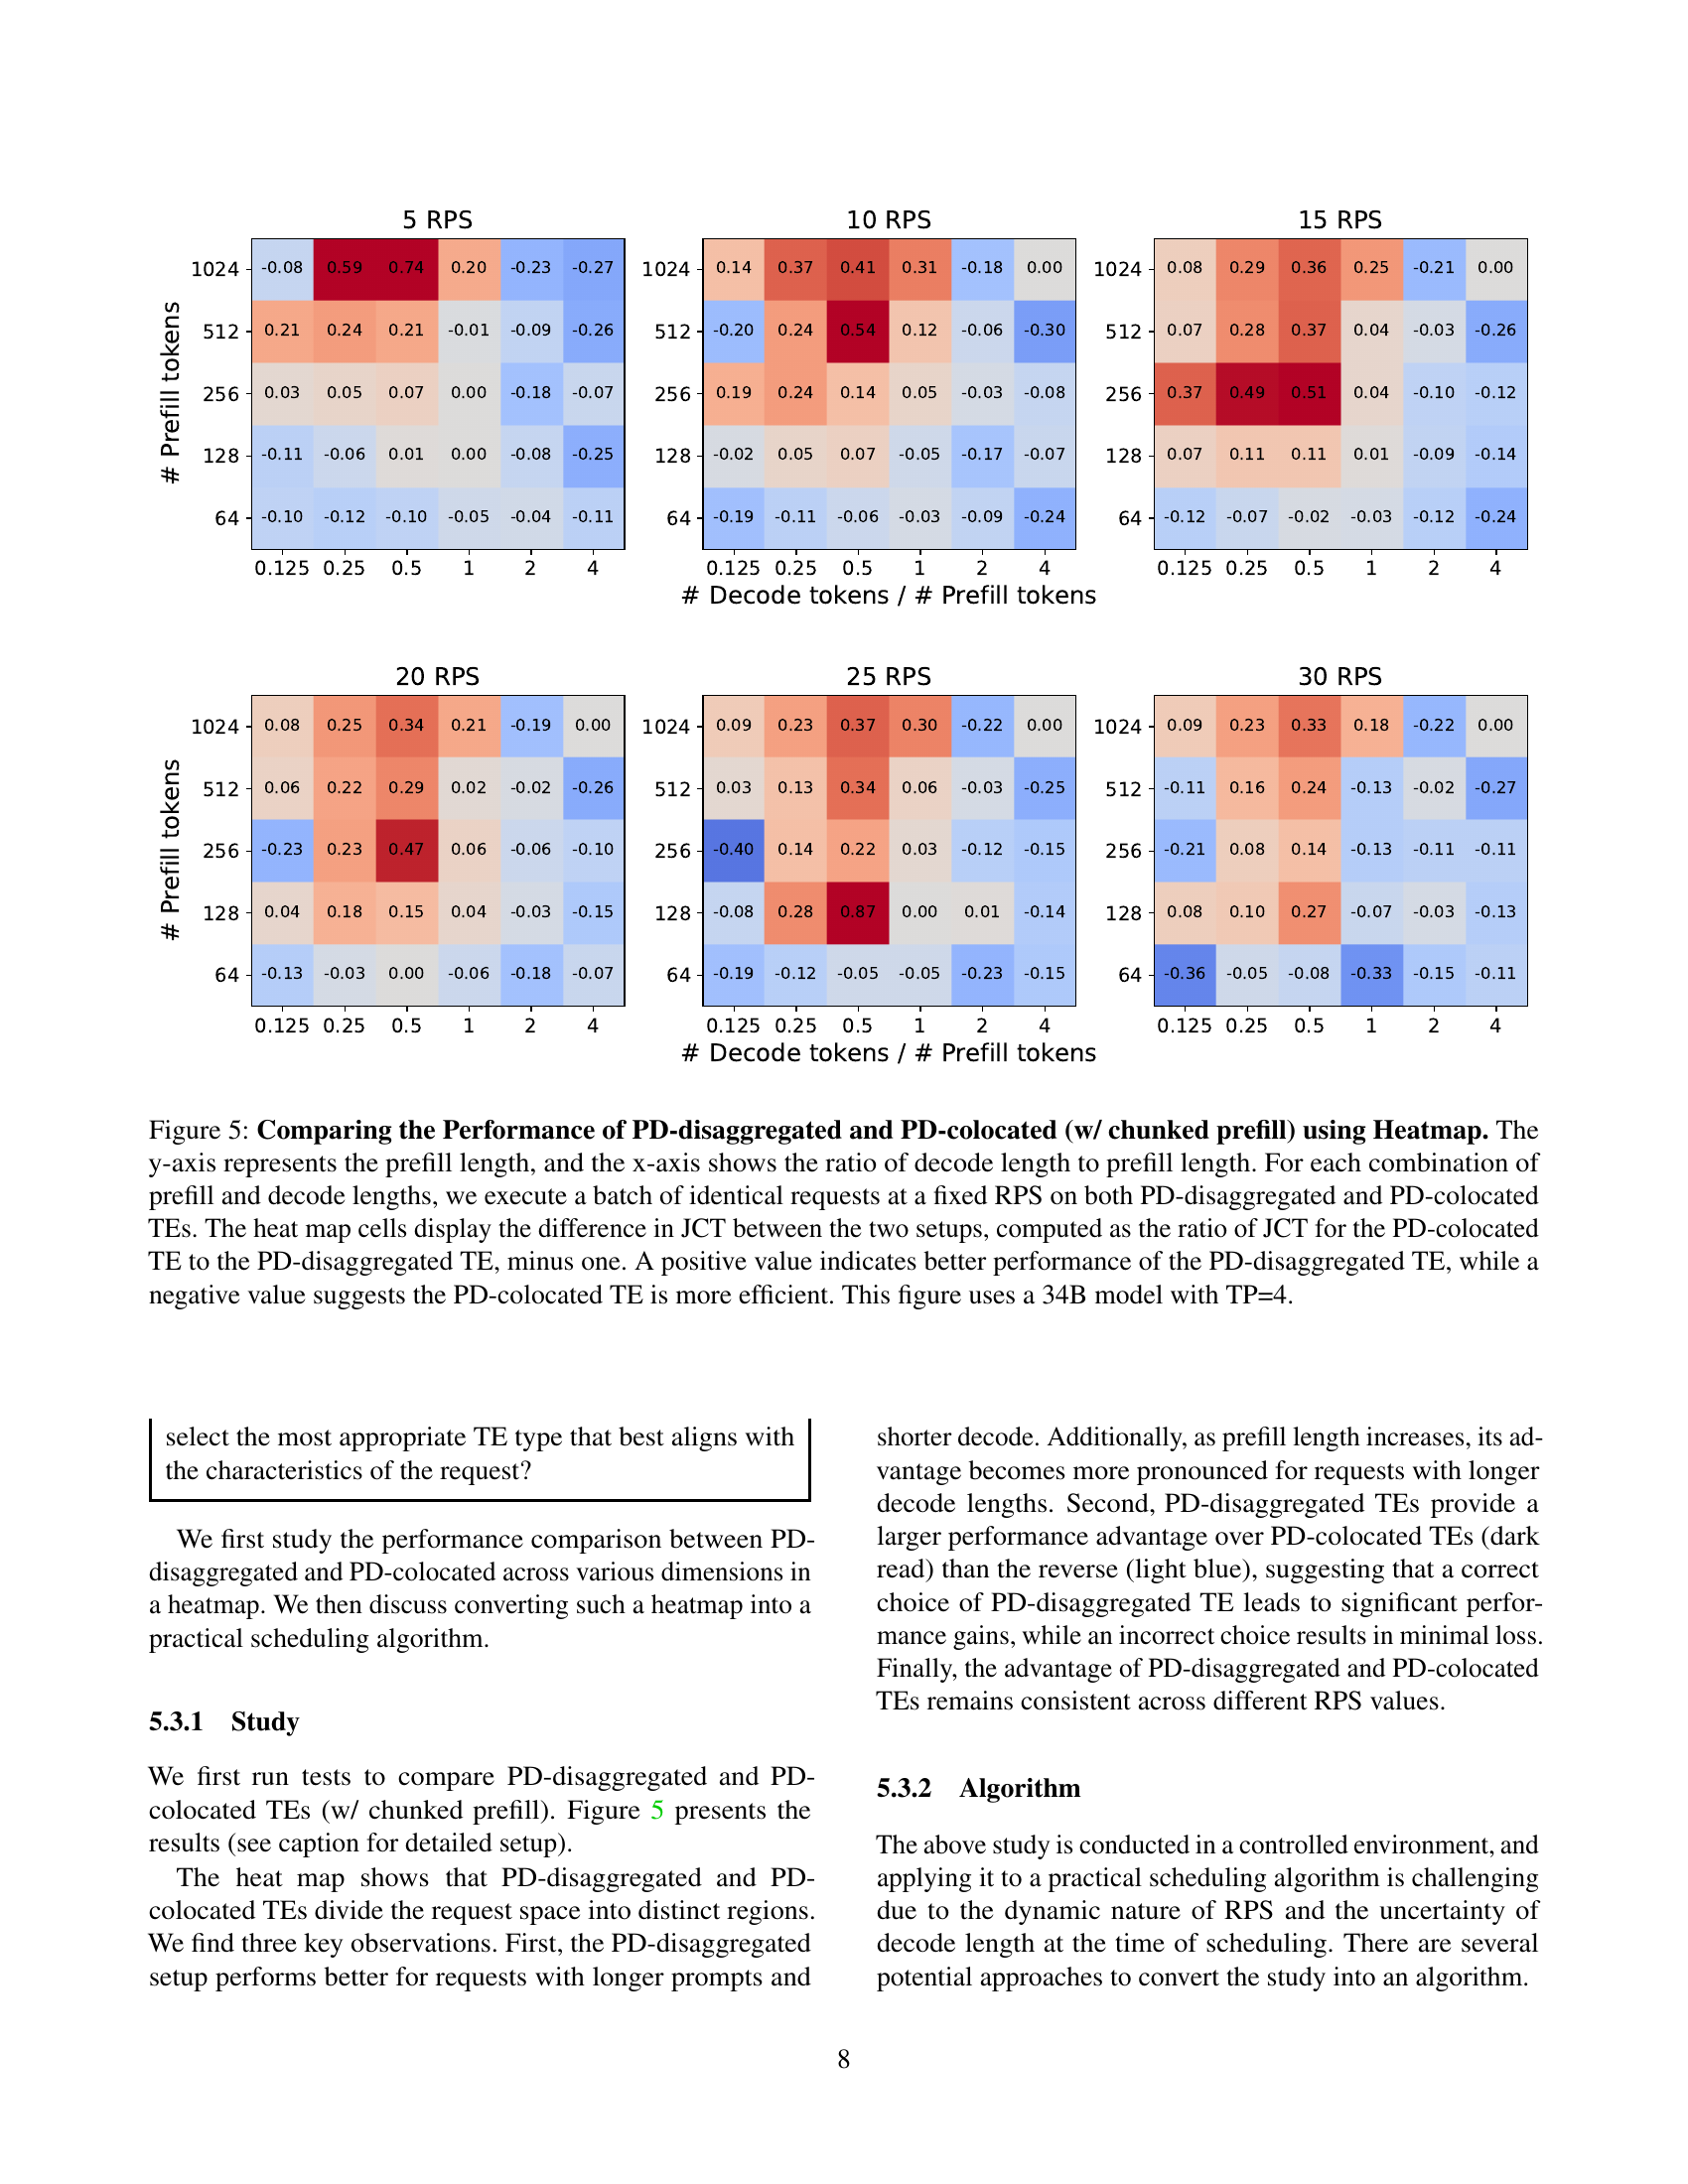 5 RPS
10 RPS
15 RPS
# Prefill tokens
1024 -0.08 0.59 0.74 0.20 -0.23 -0.27
512 0.21 0.24 0.21 -0.01 -0.09 -0.26
256 0.03 0.05 0.07 0.00 -0.18 -0.07
128 -0.11 -0.06 0.01 0.00 -0.08 -0.25
64 -0.10 -0.12 -0.10 -0.05 -0.04 -0.11
0.125 0.25 0.5 1 2 4
1024 0.14 0.37 0.41 0.31 -0.18 0.00
512 -0.20 0.24 0.54 0.12 -0.06 -0.30
256 0.19 0.24 0.14 0.05 -0.03 -0.08
128 -0.02 0.05 0.07 -0.05 -0.17 -0.07
64 -0.19 -0.11 -0.06 -0.03 -0.09 -0.24
0.125 0.25 0.5 1 2 4
1024 0.08 0.29 0.36 0.25 -0.21 0.00
512 0.07 0.28 0.37 0.04 -0.03 -0.26
256 0.37 0.49 0.51 0.04 -0.10 -0.12
128 0.07 0.11 0.11 0.01 -0.09 -0.14
64 -0.12 -0.07 -0.02 -0.03 -0.12 -0.24
0.125 0.25 0.5 1 2 4
# Decode tokens / # Prefill tokens
20 RPS
25 RPS
30 RPS
# Prefill tokens
1024 0.08 0.25 0.34 0.21 -0.19 0.00
512 0.06 0.22 0.29 0.02 -0.02 -0.26
256 -0.23 0.23 0.47 0.06 -0.06 -0.10
128 0.04 0.18 0.15 0.04 -0.03 -0.15
64 -0.13 -0.03 0.00 -0.06 -0.18 -0.07
0.125 0.25 0.5 1 2 4
1024 0.09 0.23 0.37 0.30 -0.22 0.00
512 0.03 0.13 0.34 0.06 -0.03 -0.25
256 -0.40 0.14 0.22 0.03 -0.12 -0.15
128 -0.08 0.28 0.87 0.00 0.01 -0.14
64 -0.19 -0.12 -0.05 -0.05 -0.23 -0.15
0.125 0.25 0.5 1 2 4
1024 0.09 0.23 0.33 0.18 -0.22 0.00
512 -0.11 0.16 0.24 -0.13 -0.02 -0.27
256 -0.21 0.08 0.14 -0.13 -0.11 -0.11
128 0.08 0.10 0.27 -0.07 -0.03 -0.13
64 -0.36 -0.05 -0.08 -0.33 -0.15 -0.11
0.125 0.25 0.5 1 2 4
# Decode tokens / # Prefill tokens
Figure 5: Comparing the Performance of PD-disaggregated and PD-colocated (w/ chunked prefill) using Heatmap. The
y-axis represents the prefill length, and the x-axis shows the ratio of decode length to prefill length. For each combination of
prefill and decode lengths, we execute a batch of identical requests at a fixed RPS on both PD-disaggregated and PD-colocated
TEs. The heat map cells display the difference in JCT between the two setups, computed as the ratio of JCT for the PD-colocated
TE to the PD-disaggregated TE, minus one. A positive value indicates better performance of the PD-disaggregated TE, while a
negative value suggests the PD-colocated TE is more efficient. This figure uses a 34B model with TP=4.
select the most appropriate TE type that best aligns with
the characteristics of the request?
We first study the performance comparison between PD-
disaggregated and PD-colocated across various dimensions in
a heatmap. We then discuss converting such a heatmap into a
practical scheduling algorithm.
5.3.1 Study
We first run tests to compare PD-disaggregated and PD-
colocated TEs (w/ chunked prefill). Figure 5 presents the
results (see caption for detailed setup).
The heat map shows that PD-disaggregated and PD-
colocated TEs divide the request space into distinct regions.
We find three key observations. First, the PD-disaggregated
setup performs better for requests with longer prompts and
shorter decode. Additionally, as prefill length increases, its ad-
vantage becomes more pronounced for requests with longer
decode lengths. Second, PD-disaggregated TEs provide a
larger performance advantage over PD-colocated TEs (dark
read) than the reverse (light blue), suggesting that a correct
choice of PD-disaggregated TE leads to significant perfor-
mance gains, while an incorrect choice results in minimal loss.
Finally, the advantage of PD-disaggregated and PD-colocated
TEs remains consistent across different RPS values.
5.3.2 Algorithm
The above study is conducted in a controlled environment, and
applying it to a practical scheduling algorithm is challenging
due to the dynamic nature of RPS and the uncertainty of
decode length at the time of scheduling. There are several
potential approaches to convert the study into an algorithm.
8